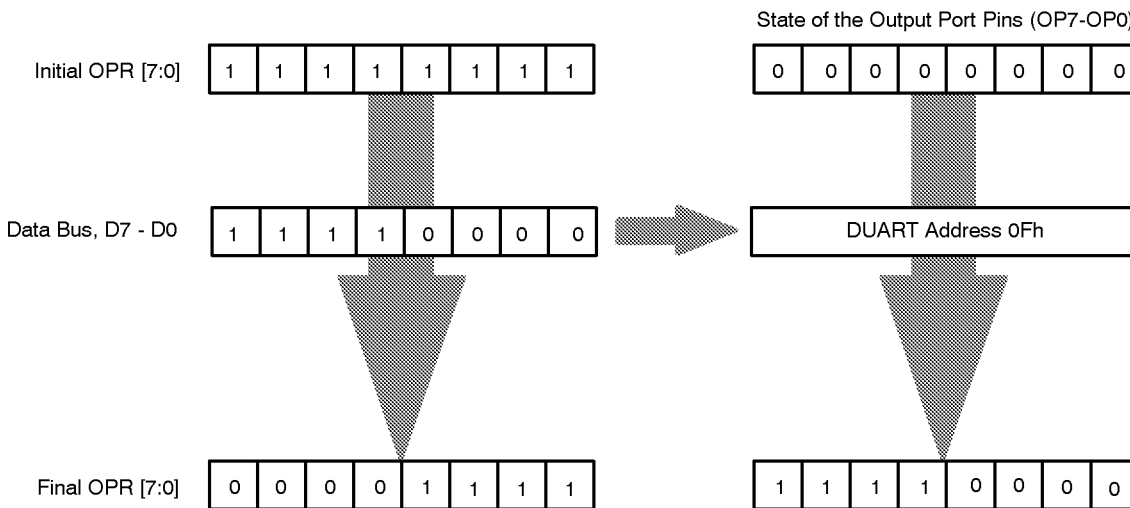 State of the Output Port Pins (OP7-OP0)
Initial OPR [7:0] 1 1 1 1 1 1 1 1 0 0 0 0 0 0 0 0
Data Bus, D7 - D0 1 1 1 1 0 0 0 0 DUART Address 0Fh
Final OPR [7:0] 0 0 0 0 1 1 1 1 1 1 1 1 0 0 0 0